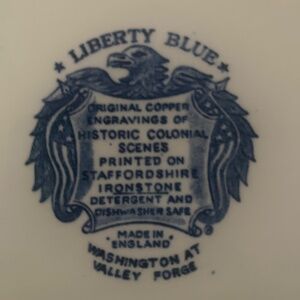 ★ LIBERTY BLUE ★
ORIGINAL COPPER
ENGRAVINGS OF
HISTORIC COLONIAL
SCENES
PRINTED ON
STAFFORDSHIRE
IRONSTONE
DETERGENT AND
DISHWASHER SAFE
MADE IN
ENGLAND
WASHINGTON AT
VALLEY FORGE